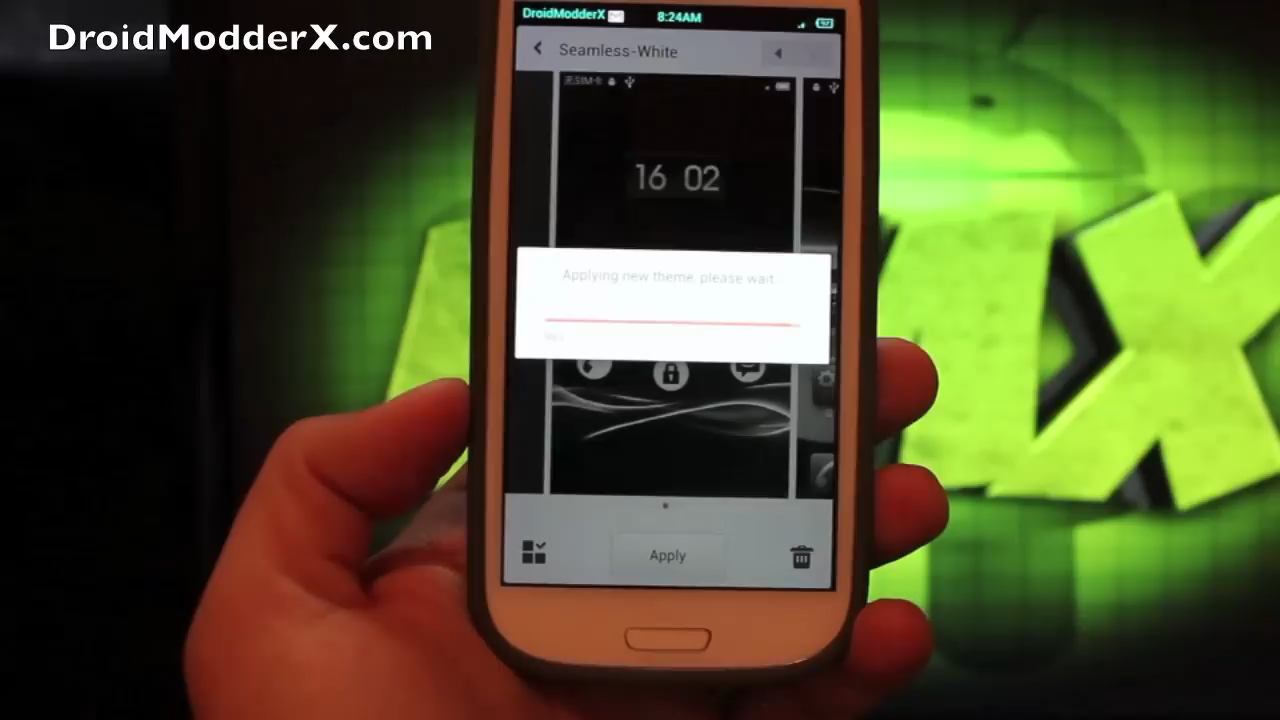 DroidModderX.com
DroidModderX 8:24AM
Seamless-White
16 02
Applying new theme, please wait
Apply